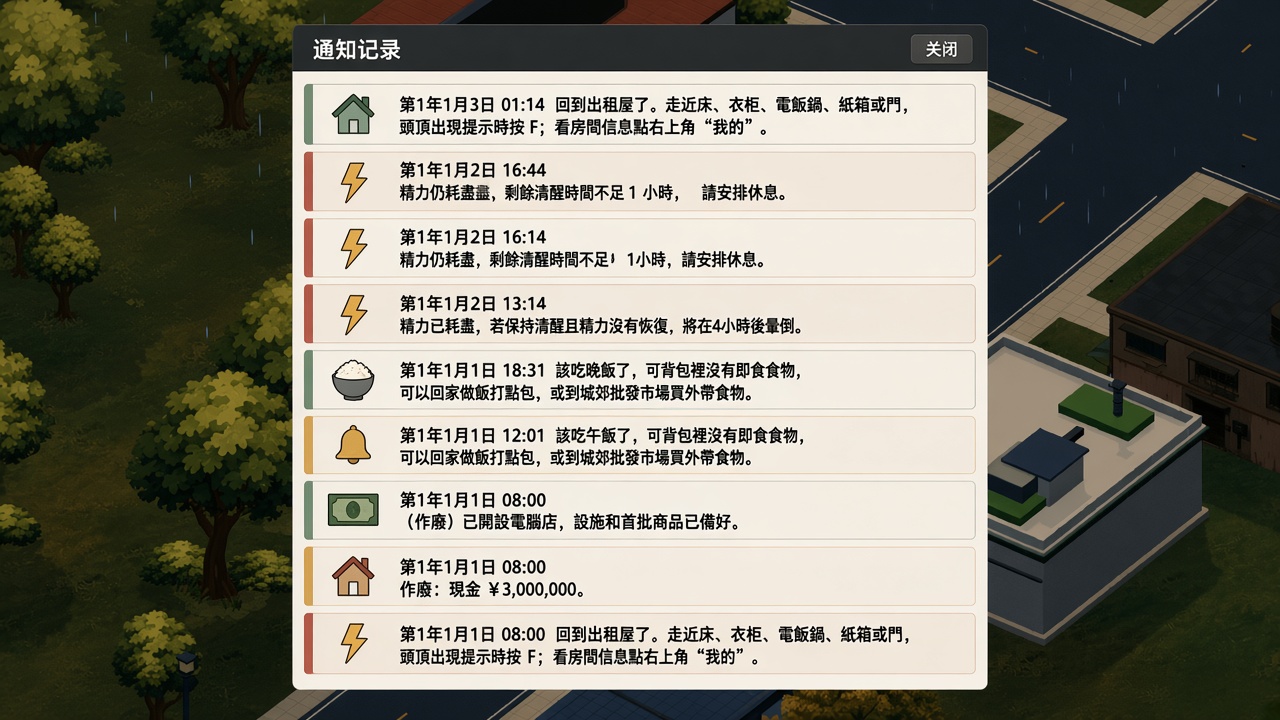 通知记录
关闭
第1年1月3日 01:14 回到出租屋了。走近床、衣柜、電飯鍋、紙箱或門，
頭頂出現提示時按 F；看房間信息點右上角“我的”。
第1年1月2日 16:44
精力仍耗盡，剩餘清醒時間不足 1 小時， 請安排休息。
第1年1月2日 16:14
精力仍耗盡，剩餘清醒時間不足 1小時，請安排休息。
第1年1月2日 13:14
精力已耗盡，若保持清醒且精力沒有恢復，將在4小時後暈倒。
第1年1月1日 18:31 該吃晚飯了，可背包裡沒有即食食物，
可以回家做飯打點包，或到城郊批發市場買外帶食物。
第1年1月1日 12:01 該吃午飯了，可背包裡沒有即食食物，
可以回家做飯打點包，或到城郊批發市場買外帶食物。
第1年1月1日 08:00
（作廢）已開設電腦店，設施和首批商品已備好。
第1年1月1日 08:00
作廢：現金 ￥3,000,000。
第1年1月1日 08:00 回到出租屋了。走近床、衣柜、電飯鍋、紙箱或門，
頭頂出現提示時按 F；看房間信息點右上角“我的”。